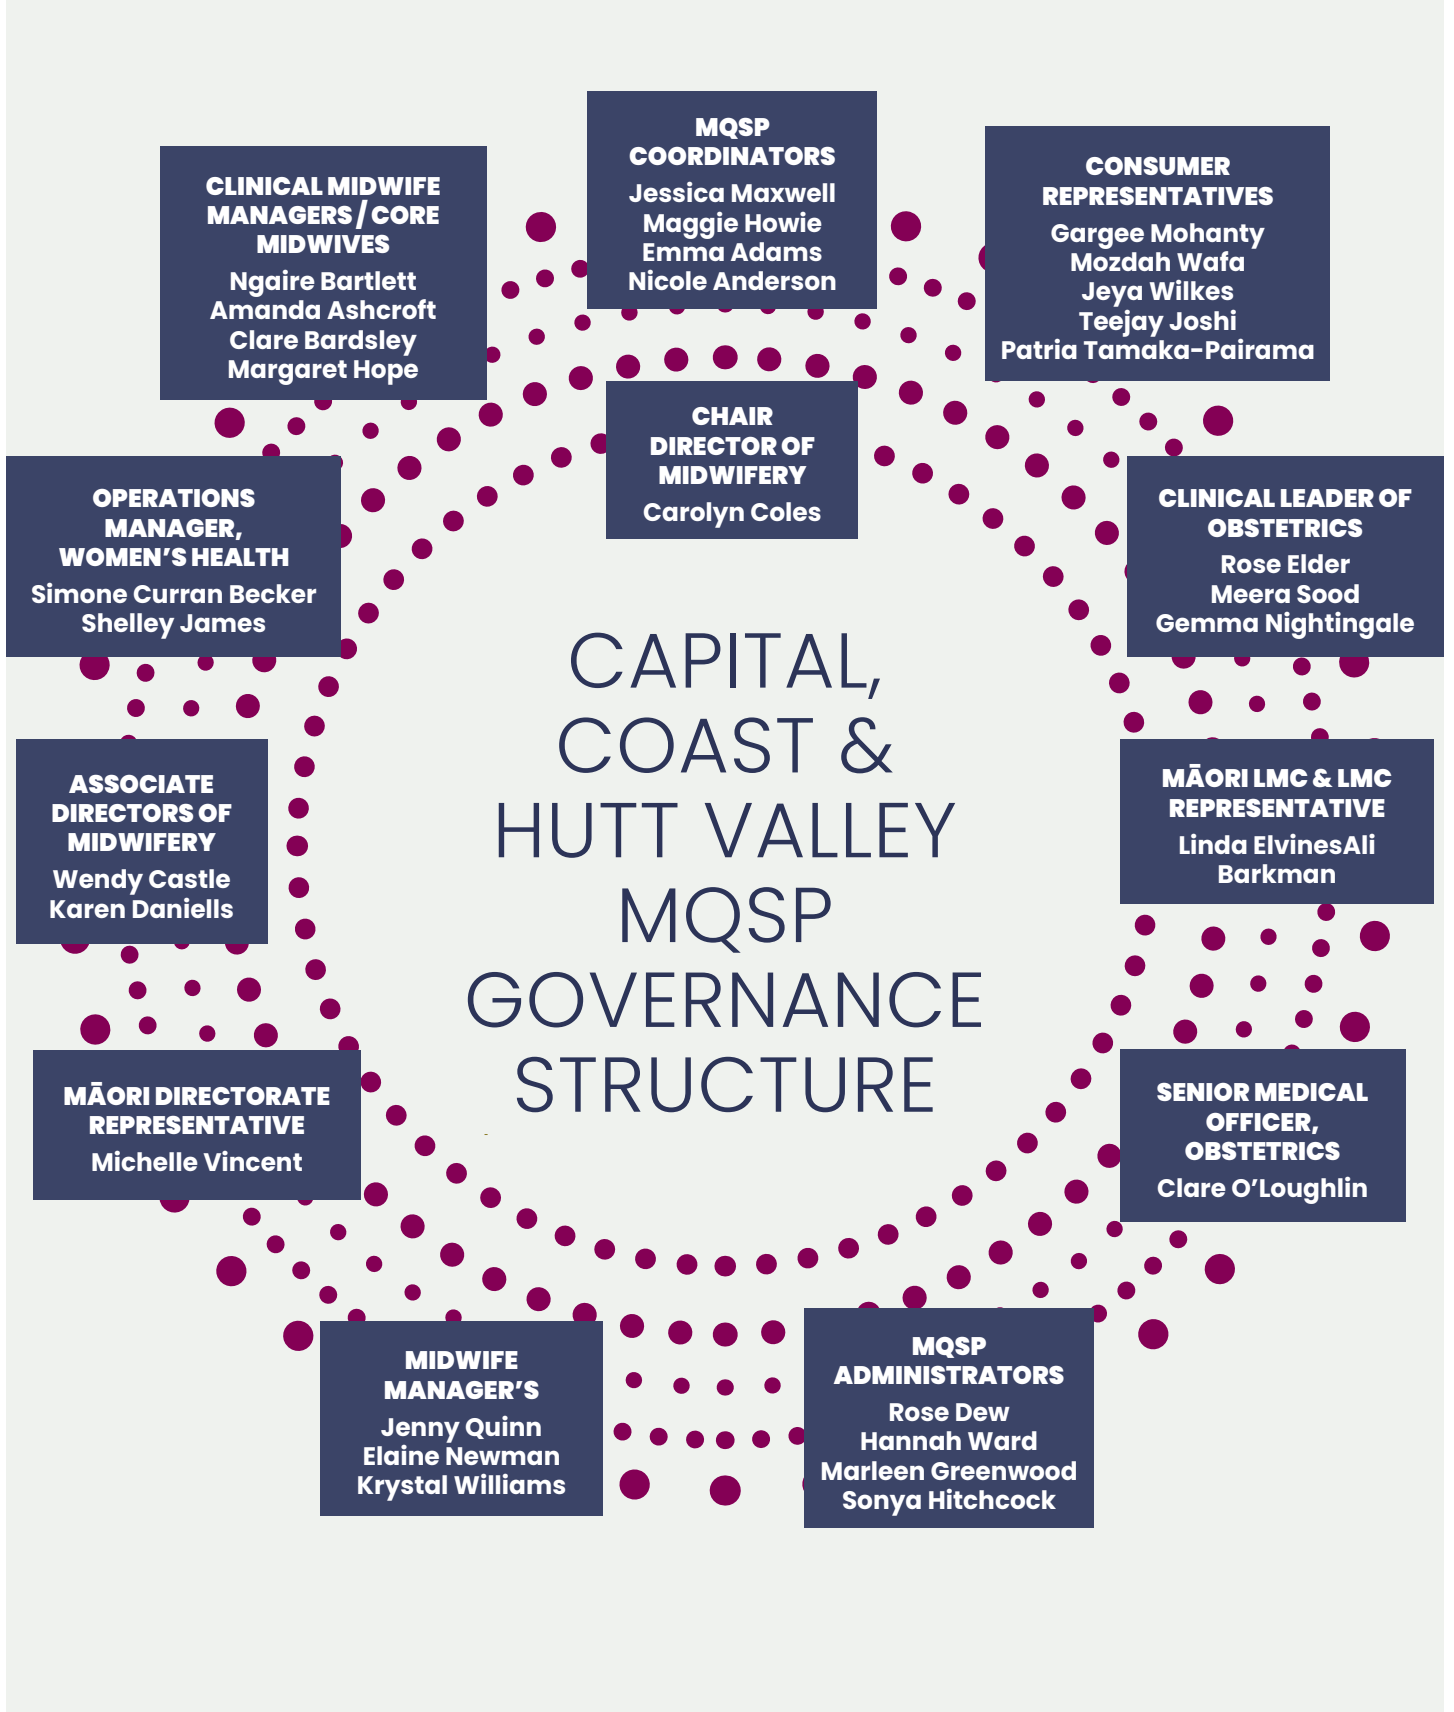 MQSP
COORDINATORS
Jessica Maxwell
Maggie Howie
Emma Adams
Nicole Anderson
CONSUMER
REPRESENTATIVES
Gargee Mohanty
Mozdah Wafa
Jeya Wilkes
Teejay Joshi
Patria Tamaka-Pairama
CLINICAL MIDWIFE
MANAGERS / CORE
MIDWIVES
Ngaire Bartlett
Amanda Ashcroft
Clare Bardsley
Margaret Hope
CHAIR
DIRECTOR OF
MIDWIFERY
Carolyn Coles
OPERATIONS
MANAGER,
WOMEN'S HEALTH
Simone Curran Becker
Shelley James
CLINICAL LEADER OF
OBSTETRICS
Rose Elder
Meera Sood
Gemma Nightingale
CAPITAL,
COAST &
HUTT VALLEY
MQSP
GOVERNANCE
STRUCTURE
ASSOCIATE
DIRECTORS OF
MIDWIFERY
Wendy Castle
Karen Daniells
MĀORI LMC & LMC
REPRESENTATIVE
Linda ElvinesAli
Barkman
MĀORI DIRECTORATE
REPRESENTATIVE
Michelle Vincent
SENIOR MEDICAL
OFFICER,
OBSTETRICS
Clare O'Loughlin
MIDWIFE
MANAGER'S
Jenny Quinn
Elaine Newman
Krystal Williams
MQSP
ADMINISTRATORS
Rose Dew
Hannah Ward
Marleen Greenwood
Sonya Hitchcock